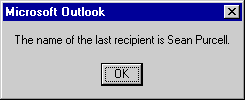 Microsoft Outlook
The name of the last recipient is Sean Purcell.
OK